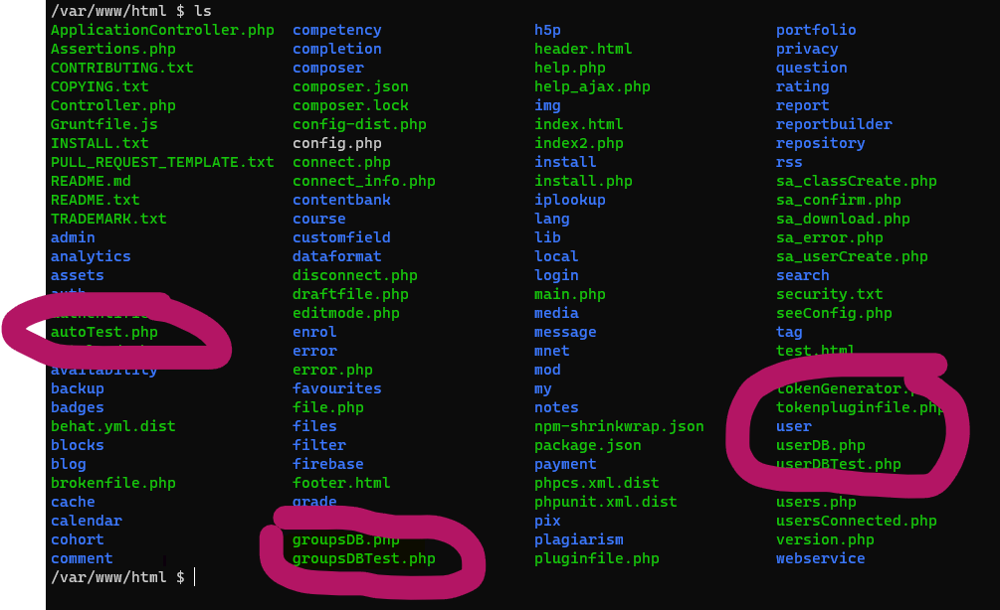 /var/www/html $ ls
ApplicationController.php competency h5p portfolio
Assertions.php completion header.html privacy
CONTRIBUTING.txt composer help.php question
COPYING.txt composer.json help_ajax.php rating
Controller.php composer.lock img report
Gruntfile.js config-dist.php index.html reportbuilder
INSTALL.txt config.php index2.php repository
PULL_REQUEST_TEMPLATE.txt connect.php install rss
README.md connect_info.php install.php sa_classCreate.php
README.txt contentbank iplookup sa_confirm.php
TRADEMARK.txt course lang sa_download.php
admin customfield lib sa_error.php
analytics dataformat local sa_userCreate.php
assets disconnect.php login search
auth draftfile.php main.php security.txt
editmode.php media seeConfig.php
autoTest.php enrol message tag
error mnet test.html
availability error.php mod
backup favourites my tokenGenerator.php
badges file.php notes tokenpluginfile.php
behat.yml.dist files npm-shrinkwrap.json user
blocks filter package.json userDB.php
blog firebase payment userDBTest.php
brokenfile.php footer.html phpcs.xml.dist
cache grade phpunit.xml.dist users.php
calendar pix usersConnected.php
cohort groupsDB.php plagiarism version.php
comment groupsDBTest.php pluginfile.php webservice
/var/www/html $